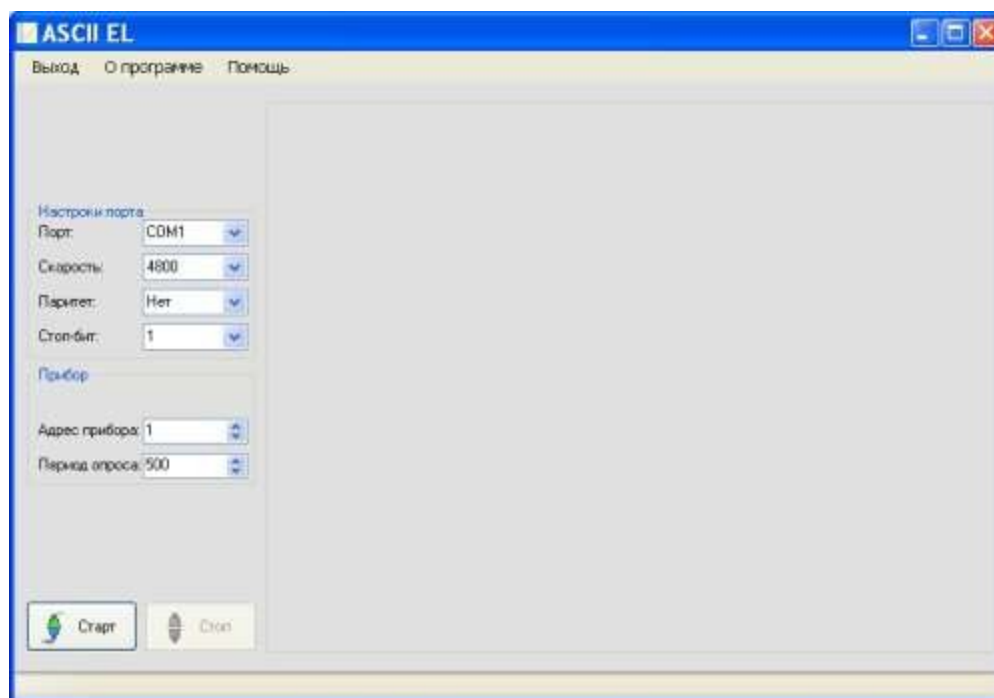 ASCII EL
Выход О программе Помощь
Настроки порта
Порт: COM1
Скорость: 4800
Паритет: Нет
Стоп-бит: 1
Прибор
Адрес прибора: 1
Период опроса: 500
Старт Стоп